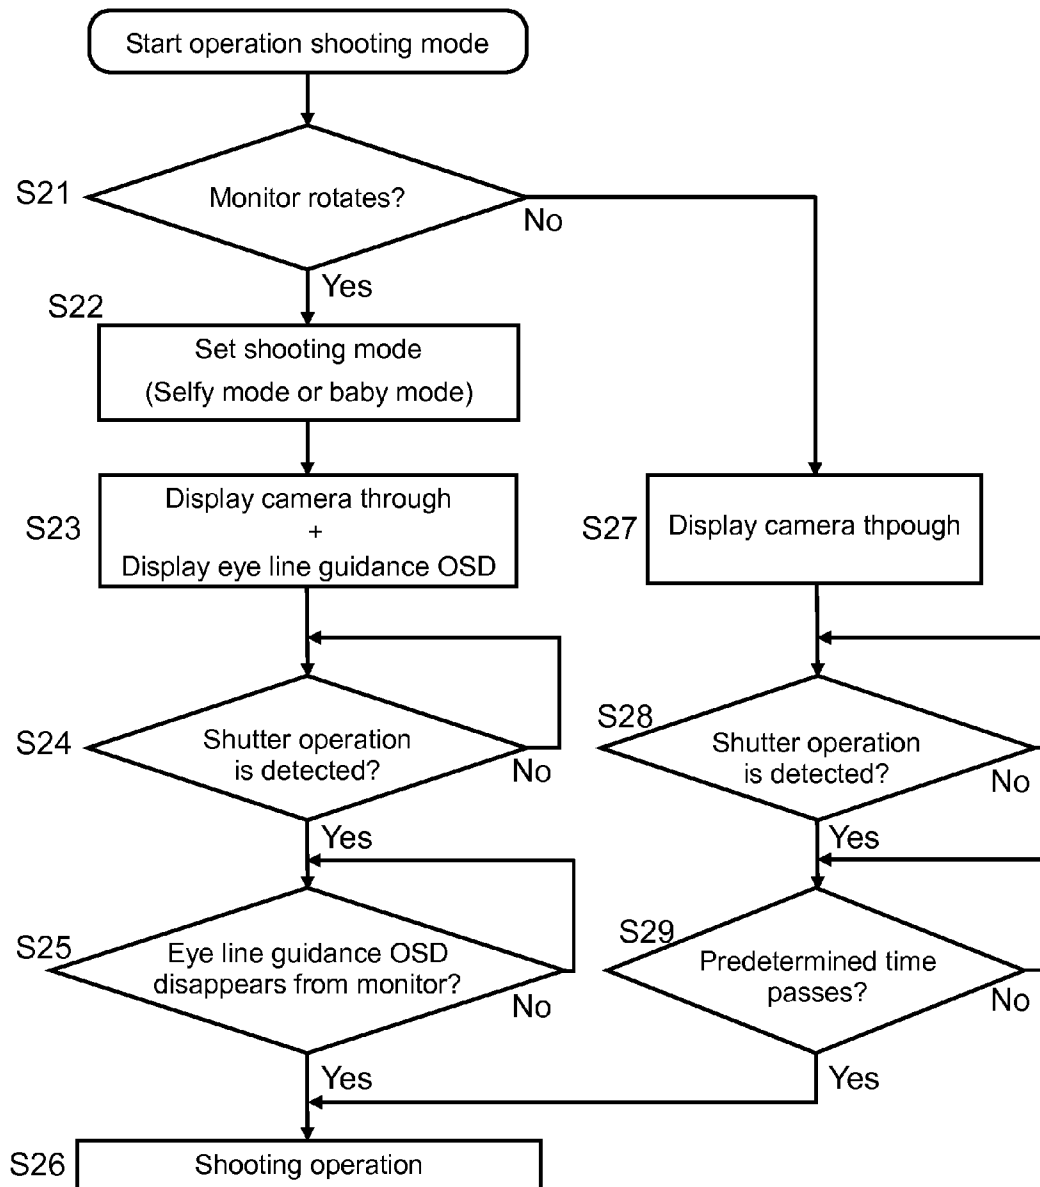 Start operation shooting mode
S21
Monitor rotates?
No
Yes
S22
Set shooting mode
(Selfy mode or baby mode)
S23
Display camera through
+
Display eye line guidance OSD
S27
Display camera thpough
S24
Shutter operation
is detected?
No
Yes
S28
Shutter operation
is detected?
No
Yes
S25
Eye line guidance OSD
disappears from monitor?
No
Yes
S29
Predetermined time
passes?
No
Yes
S26
Shooting operation